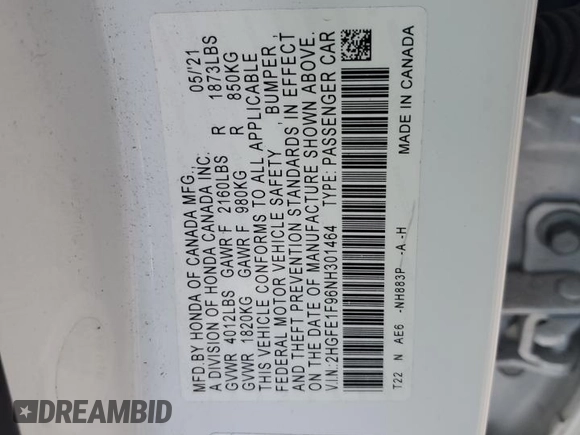 MFD.BY HONDA OF CANADA MFG., 05/'21
A DIVISION OF HONDA CANADA INC.
GVWR 4012LBS GAWR F 2160LBS R 1873LBS
GVWR 1820KG GAWR F 980KG R 850KG
THIS VEHICLE CONFORMS TO ALL APPLICABLE
FEDERAL MOTOR VEHICLE SAFETY, BUMPER,
AND THEFT PREVENTION STANDARDS IN EFFECT
ON THE DATE OF MANUFACTURE SHOWN ABOVE.
V.I.N.: 2HGFE1F96NH301464 TYPE: PASSENGER CAR
T22 N AE6 -NH883P -A -H MADE IN CANADA
DREAMBID